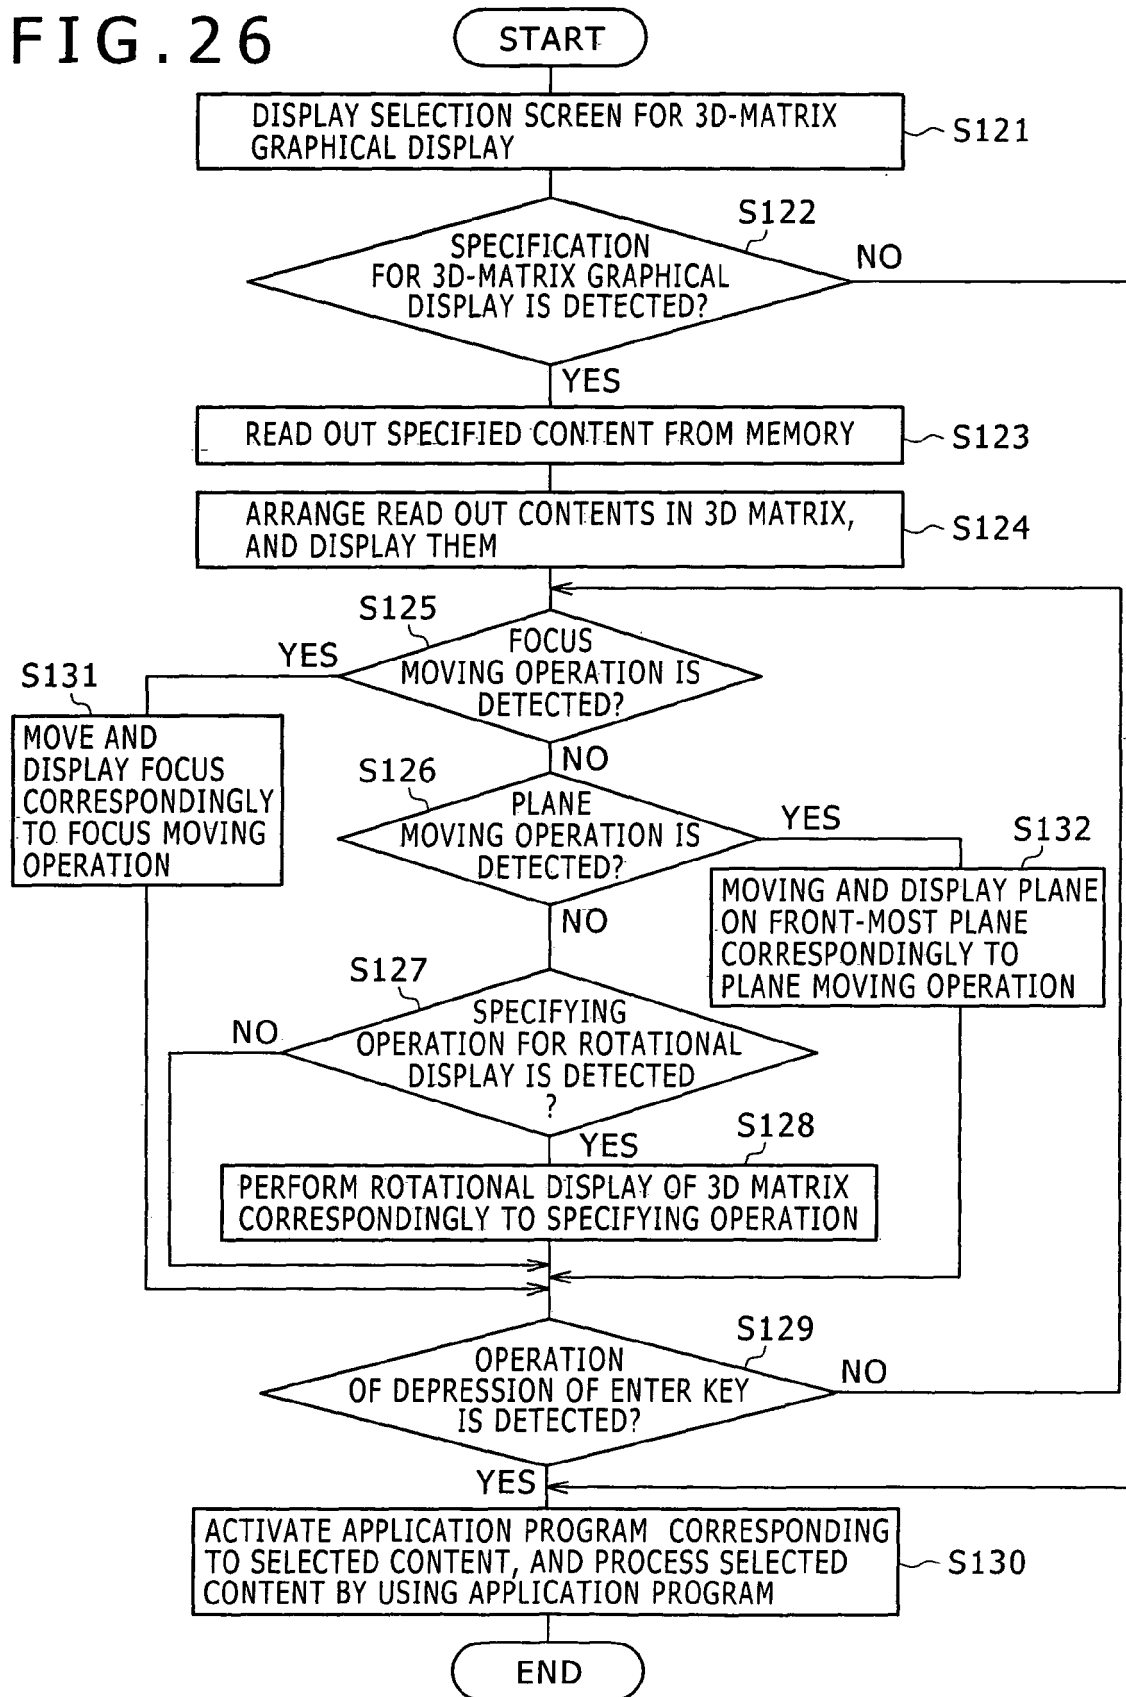 FIG.26
START
DISPLAY SELECTION SCREEN FOR 3D-MATRIX
GRAPHICAL DISPLAY
S121
S122
SPECIFICATION
FOR 3D-MATRIX GRAPHICAL
DISPLAY IS DETECTED?
NO
YES
READ OUT SPECIFIED CONTENT FROM MEMORY
S123
ARRANGE READ OUT CONTENTS IN 3D MATRIX,
AND DISPLAY THEM
S124
S125
FOCUS
MOVING OPERATION IS
DETECTED?
YES
NO
S131
MOVE AND
DISPLAY FOCUS
CORRESPONDINGLY
TO FOCUS MOVING
OPERATION
S126
PLANE
MOVING OPERATION IS
DETECTED?
YES
NO
S132
MOVING AND DISPLAY PLANE
ON FRONT-MOST PLANE
CORRESPONDINGLY TO
PLANE MOVING OPERATION
S127
SPECIFYING
OPERATION FOR ROTATIONAL
DISPLAY IS DETECTED
?
NO
YES
S128
PERFORM ROTATIONAL DISPLAY OF 3D MATRIX
CORRESPONDINGLY TO SPECIFYING OPERATION
S129
OPERATION
OF DEPRESSION OF ENTER KEY
IS DETECTED?
NO
YES
ACTIVATE APPLICATION PROGRAM CORRESPONDING
TO SELECTED CONTENT, AND PROCESS SELECTED
CONTENT BY USING APPLICATION PROGRAM
S130
END